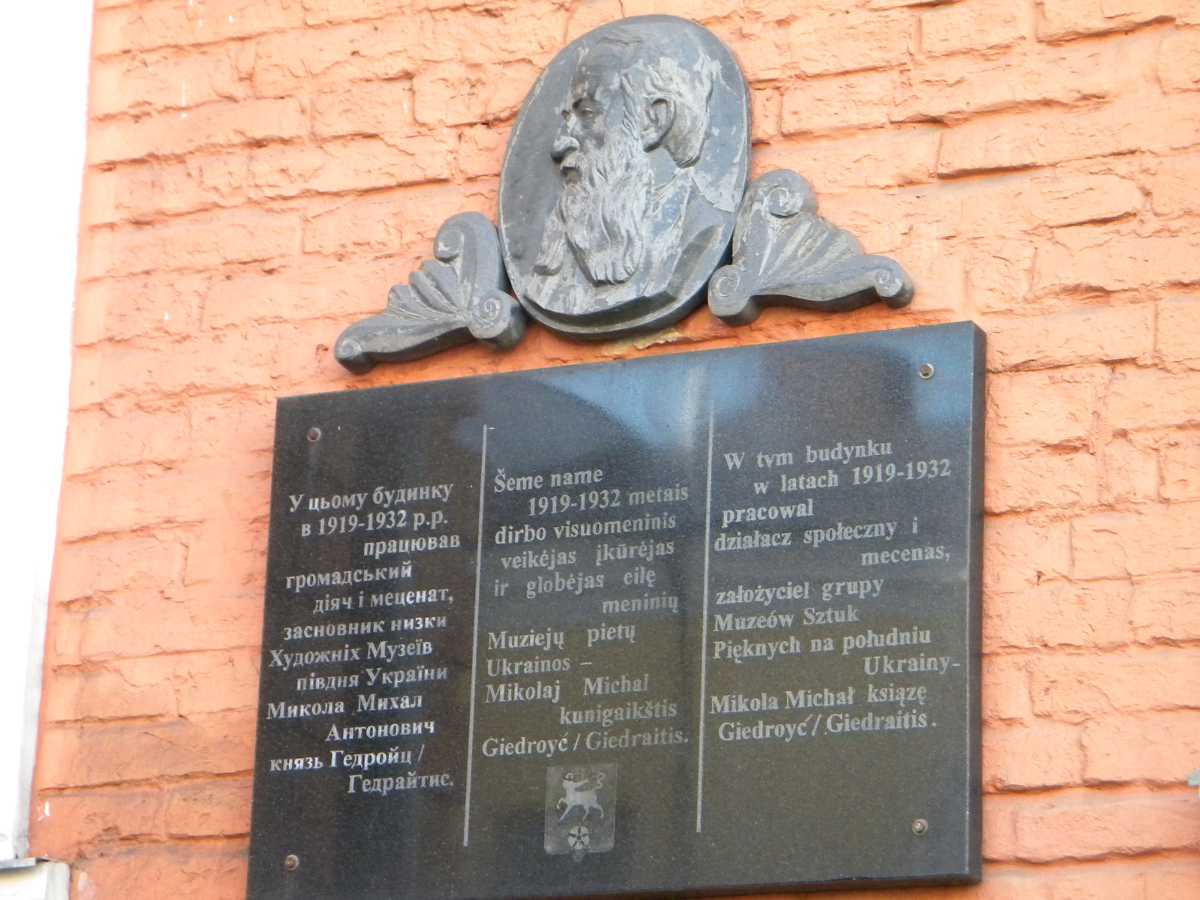 У цьому будинку
в 1919-1932 р.р.
працював
громадський
діяч і меценат,
засновник низки
Художніх Музеїв
півдня України
Микола Михал
Антонович
князь Гедройц /
Гедрайтис.
Šeme name
1919-1932 metais
dirbo visuomeninis
veikėjas įkūrėjas
ir globėjas eilę
meninių
Muziejų pietų
Ukrainos –
Mikolaj Michal
kunigaikštis
Giedroyć / Giedraitis.
W tym budynku
w latach 1919-1932
pracowal
działacz społeczny i
mecenas,
założyciel grupy
Muzeów Sztuk
Pięknych na południu
Ukrainy-
Mikoła Michał książę
Giedroyć / Giedraitis.